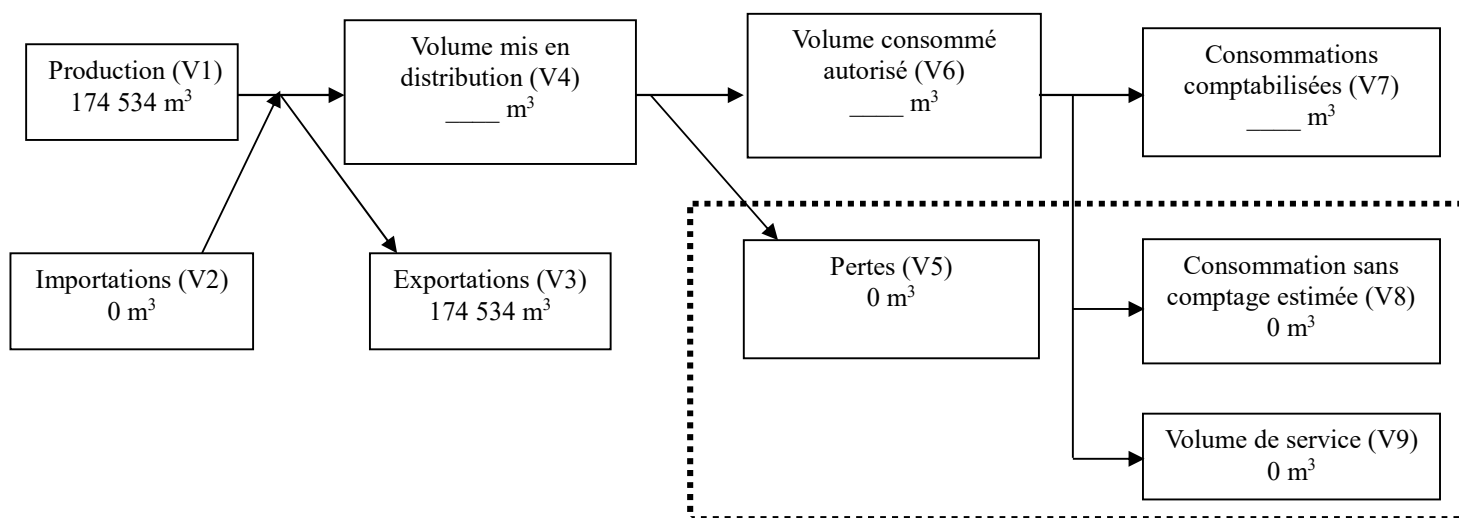 Production (V1)
174 534 m³
Volume mis en
distribution (V4)
____ m³
Volume consommé
autorisé (V6)
____ m³
Consommations
comptabilisées (V7)
____ m³
Importations (V2)
0 m³
Exportations (V3)
174 534 m³
Pertes (V5)
0 m³
Consommation sans
comptage estimée (V8)
0 m³
Volume de service (V9)
0 m³